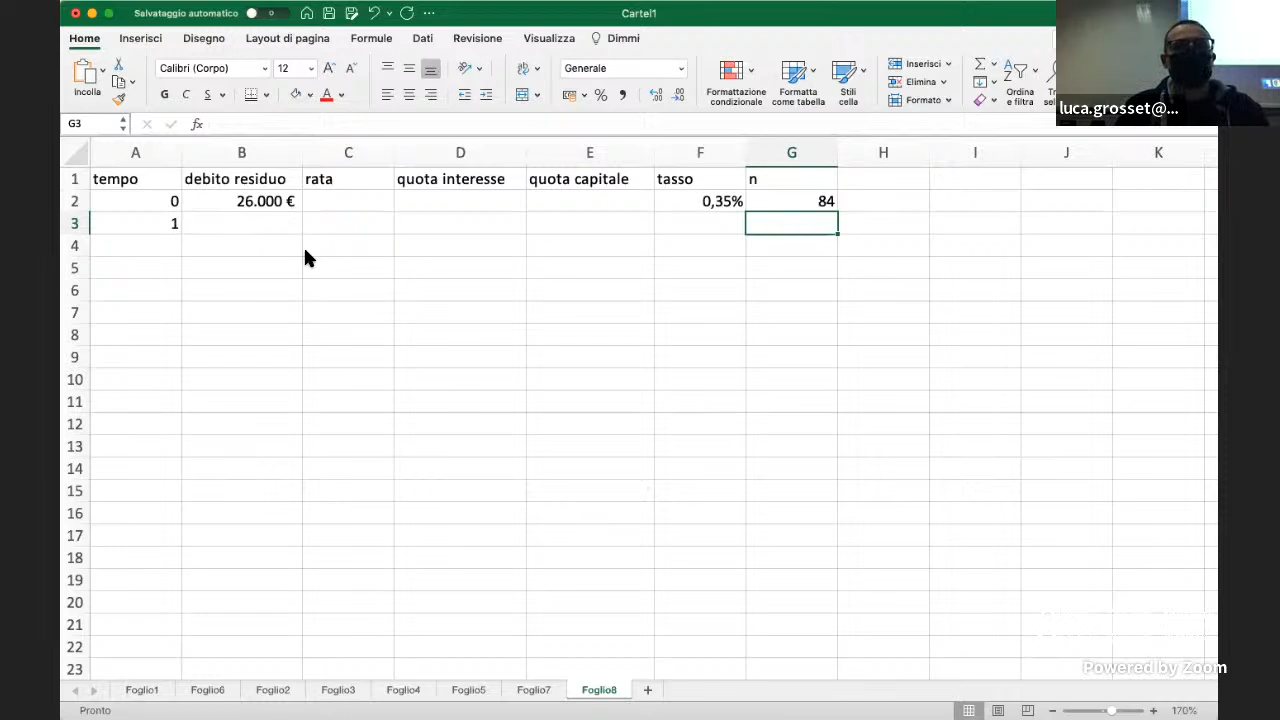 Salvataggio automatico
Cartel1
Home Inserisci Disegno Layout di pagina Formule Dati Revisione Visualizza Dimmi
Incolla
Calibri (Corpo) 12
G C S
Generale
Formattazione condizionale
Formatta come tabella
Stili cella
Inserisci
Elimina
Formato
Ordina e filtra
luca.grosset@...
G3 fx
A B C D E F G H I J K
1 tempo debito residuo rata quota interesse quota capitale tasso n
2 0 26.000 € 0,35% 84
3 1
4
5
6
7
8
9
10
11
12
13
14
15
16
17
18
19
20
21
22
23
Powered by Zoom
Foglio1 Foglio6 Foglio2 Foglio3 Foglio4 Foglio5 Foglio7 Foglio8
Pronto 170%